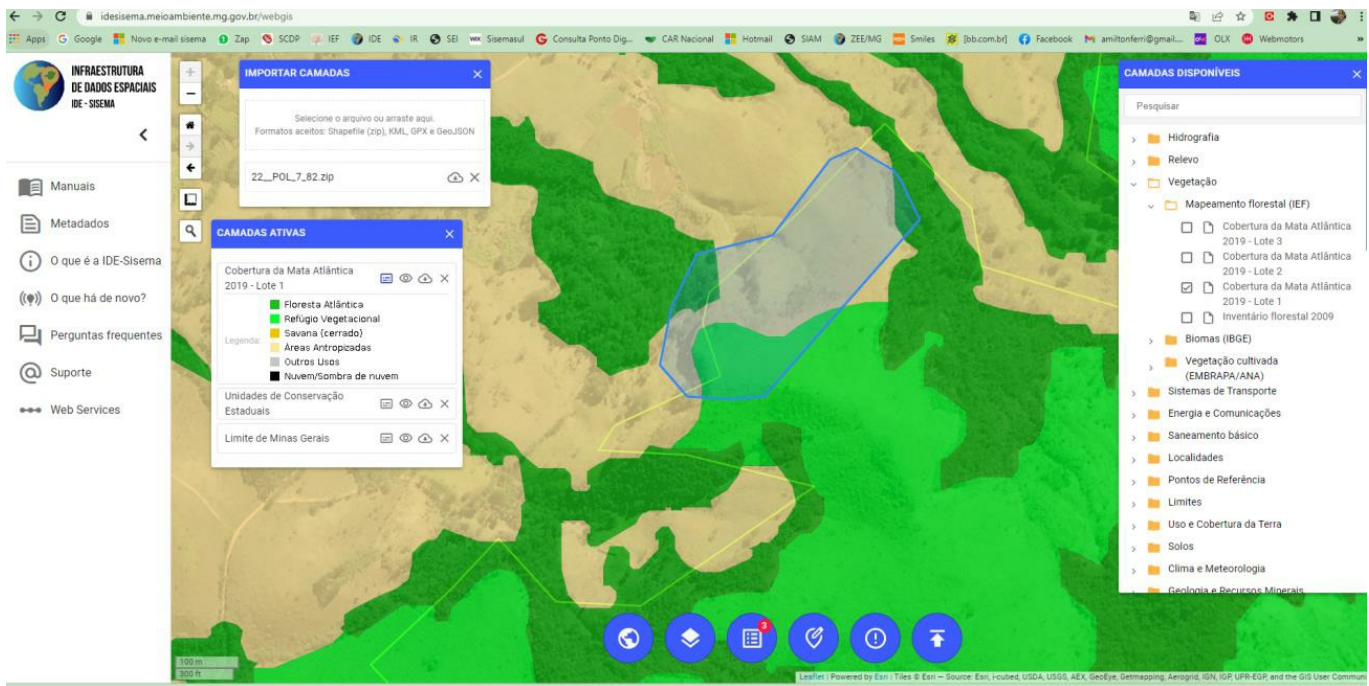 idesisema.meioambiente.mg.gov.br/webgis
Apps Google Novo e-mail sisema Zap SCDP IEF IDE IR SEI Sisemasul Consulta Ponto Dig... CAR Nacional Hotmail SIAM ZEE/MG Smiles [bb.com.br] Facebook amiltonferri@gmail.... OLX Webmotors »
INFRAESTRUTURA
DE DADOS ESPACIAIS
IDE - SISEMA
Manuais
Metadados
O que é a IDE-Sisema
O que há de novo?
Perguntas frequentes
Suporte
Web Services
IMPORTAR CAMADAS
Selecione o arquivo ou arraste aqui.
Formatos aceitos: Shapefile (zip), KML, GPX e GeoJSON
22__POL_7_82.zip
CAMADAS ATIVAS
Cobertura da Mata Atlântica
2019 - Lote 1
Legenda:
Floresta Atlântica
Refúgio Vegetacional
Savana (cerrado)
Áreas Antropizadas
Outros Usos
Nuvem/Sombra de nuvem
Unidades de Conservação
Estaduais
Limite de Minas Gerais
100 m
300 ft
3
CAMADAS DISPONÍVEIS
Pesquisar
Hidrografia
Relevo
Vegetação
Mapeamento florestal (IEF)
Cobertura da Mata Atlântica
2019 - Lote 3
Cobertura da Mata Atlântica
2019 - Lote 2
Cobertura da Mata Atlântica
2019 - Lote 1
Inventário florestal 2009
Biomas (IBGE)
Vegetação cultivada
(EMBRAPA/ANA)
Sistemas de Transporte
Energia e Comunicações
Saneamento básico
Localidades
Pontos de Referência
Limites
Uso e Cobertura da Terra
Solos
Clima e Meteorologia
Geologia e Recursos Minerais
Leaflet | Powered by Esri | Tiles © Esri — Source: Esri, i-cubed, USDA, USGS, AEX, GeoEye, Getmapping, Aerogrid, IGN, IGP, UPR-EGP, and the GIS User Commun